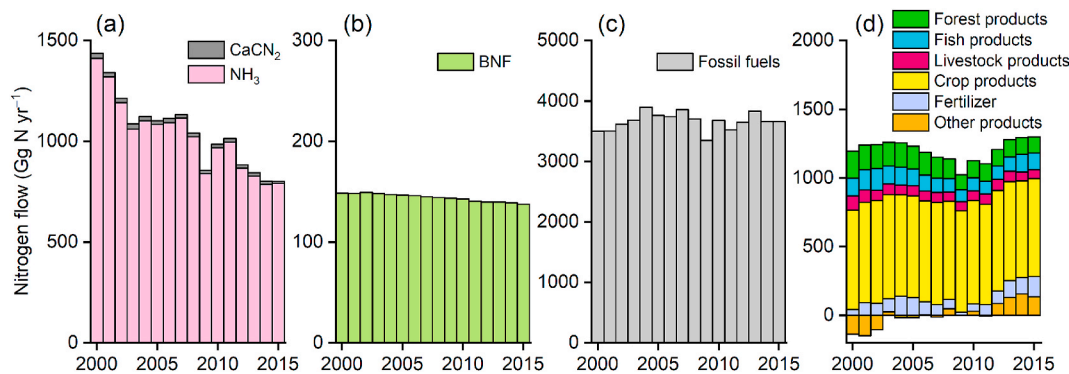 Nitrogen flow (Gg N yr⁻¹)
(a)
CaCN₂
NH₃
1500
1000
500
0
2000 2005 2010 2015
(b)
BNF
300
200
100
0
2000 2005 2010 2015
(c)
Fossil fuels
5000
4000
3000
2000
1000
0
2000 2005 2010 2015
(d)
Forest products
Fish products
Livestock products
Crop products
Fertilizer
Other products
2000
1500
1000
500
0
2000 2005 2010 2015